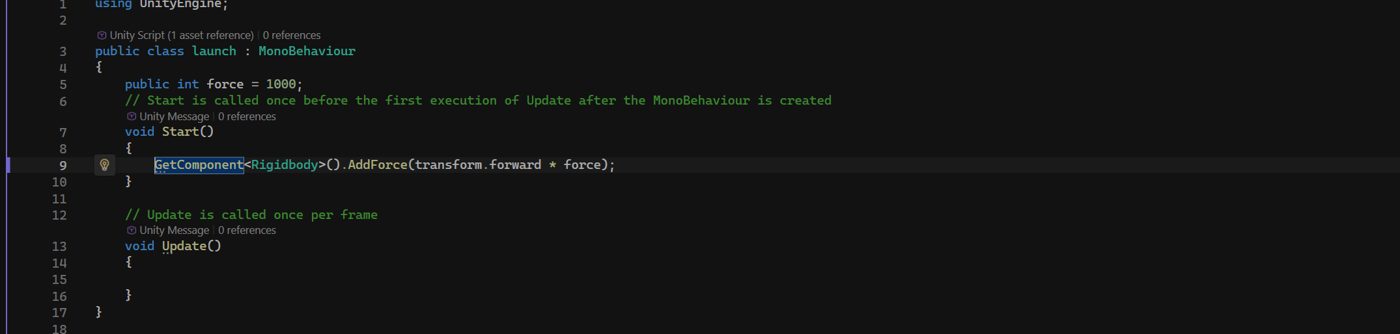 1 using UnityEngine;
2
Unity Script (1 asset reference) | 0 references
3 public class launch : MonoBehaviour
4 {
5 public int force = 1000;
6 // Start is called once before the first execution of Update after the MonoBehaviour is created
Unity Message | 0 references
7 void Start()
8 {
9 GetComponent<Rigidbody>().AddForce(transform.forward * force);
10 }
11
12 // Update is called once per frame
Unity Message | 0 references
13 void Update()
14 {
15
16 }
17 }
18